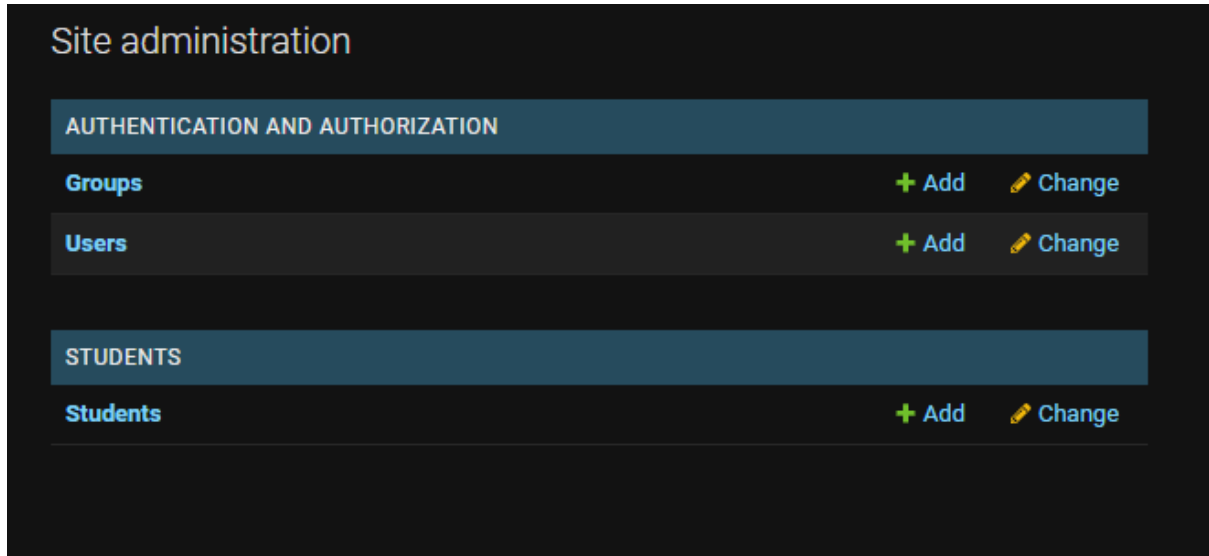 Site administration
AUTHENTICATION AND AUTHORIZATION
Groups Add Change
Users Add Change
STUDENTS
Students Add Change